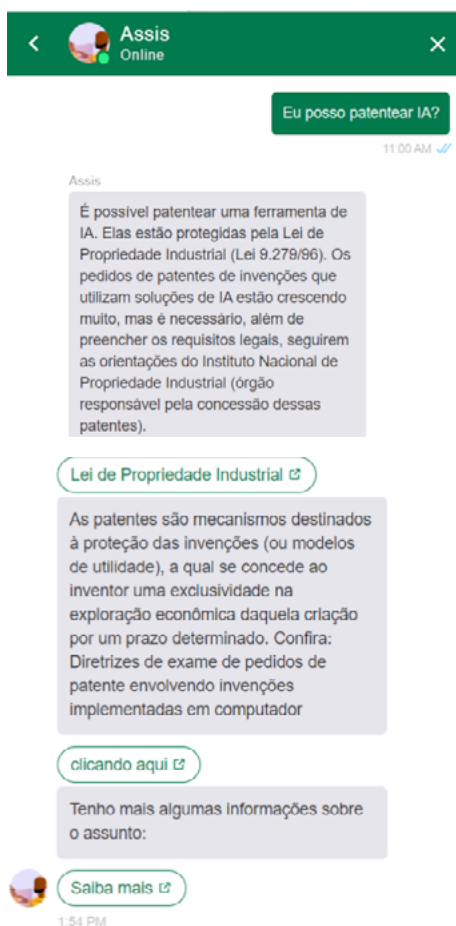 Assis
Online
Eu posso patentear IA?
11:00 AM
Assis
É possível patentear uma ferramenta de
IA. Elas estão protegidas pela Lei de
Propriedade Industrial (Lei 9.279/96). Os
pedidos de patentes de invenções que
utilizam soluções de IA estão crescendo
muito, mas é necessário, além de
preencher os requisitos legais, seguirem
as orientações do Instituto Nacional de
Propriedade Industrial (órgão
responsável pela concessão dessas
patentes).
Lei de Propriedade Industrial
As patentes são mecanismos destinados
à proteção das invenções (ou modelos
de utilidade), a qual se concede ao
inventor uma exclusividade na
exploração econômica daquela criação
por um prazo determinado. Confira:
Diretrizes de exame de pedidos de
patente envolvendo invenções
implementadas em computador
clicando aqui
Tenho mais algumas informações sobre
o assunto:
Saiba mais
1:54 PM